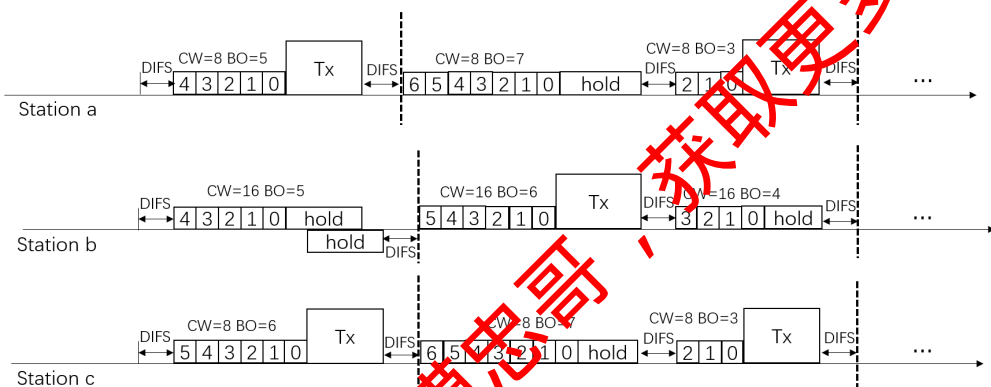 CW=8 BO=5
DIFS
4 3 2 1 0
Tx
DIFS
CW=8 BO=7
6 5 4 3 2 1 0 hold
DIFS
CW=8 BO=3
2 1 0
Tx
DIFS
...
Station a
CW=16 BO=5
DIFS
4 3 2 1 0 hold
hold
DIFS
CW=16 BO=6
5 4 3 2 1 0
Tx
DIFS
CW=16 BO=4
3 2 1 0 hold
DIFS
...
Station b
CW=8 BO=6
DIFS
5 4 3 2 1 0
Tx
DIFS
CW=8 BO=7
6 5 4 3 2 1 0 hold
DIFS
CW=8 BO=3
2 1 0
Tx
DIFS
...
Station c
忠哥，获取更